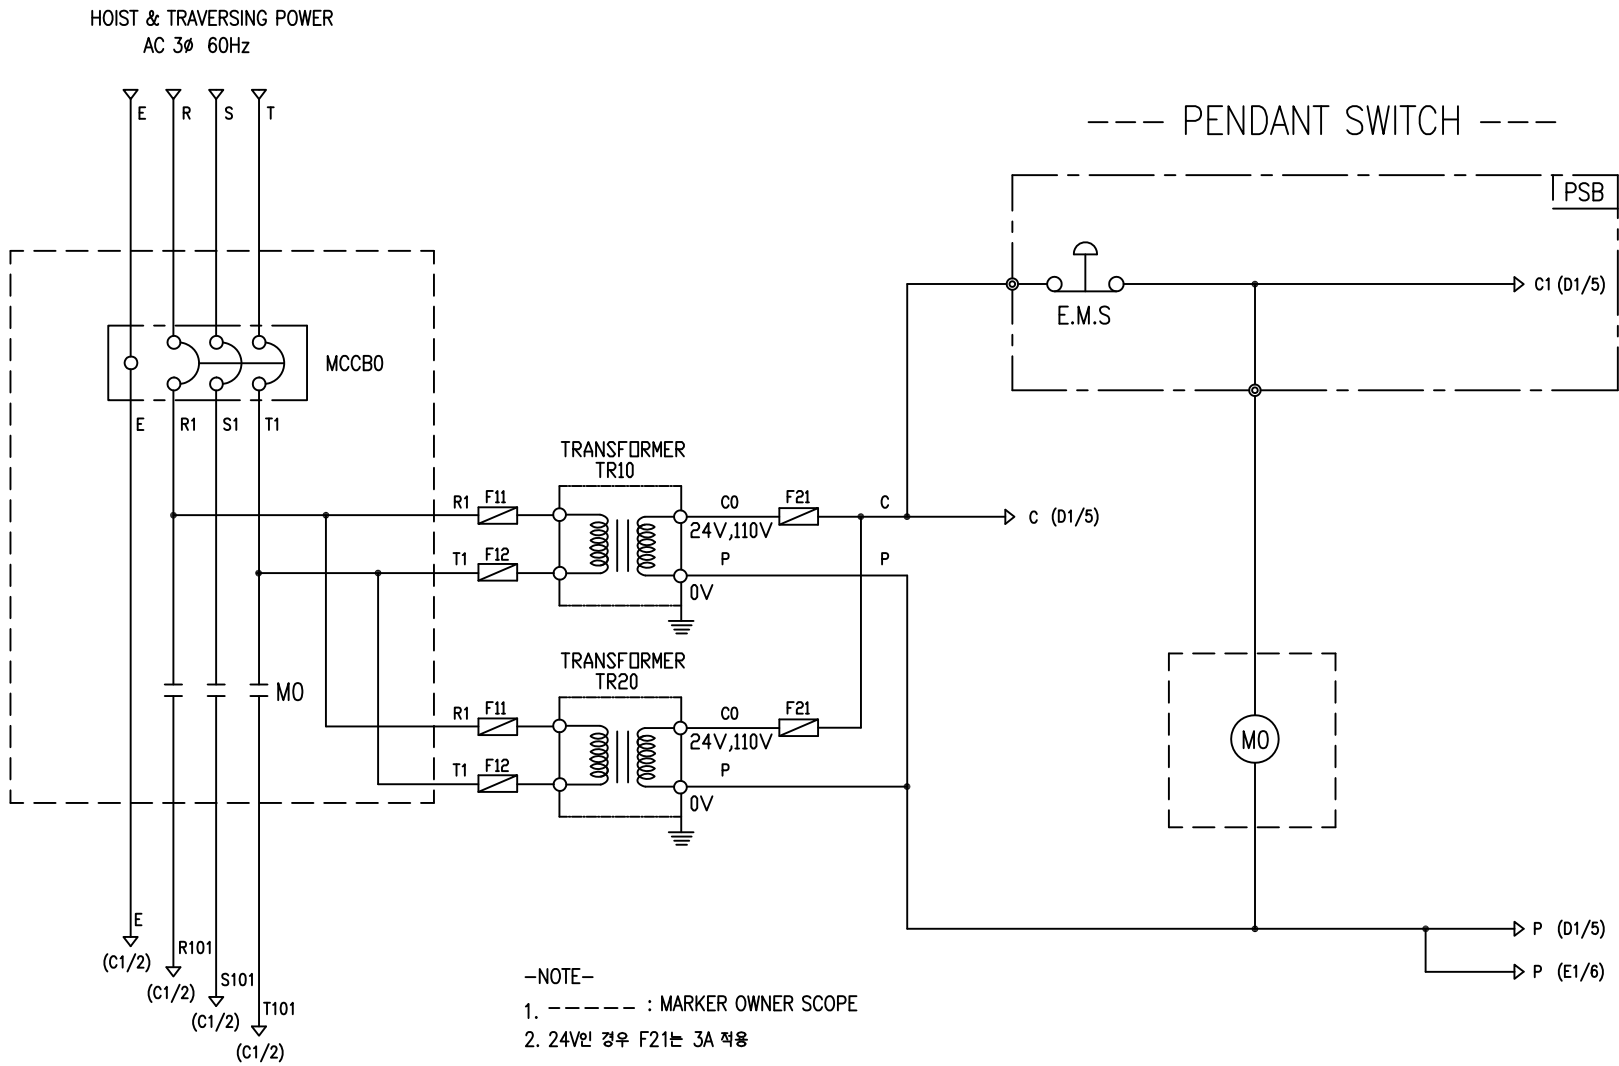 HOIST & TRAVERSING POWER
AC 3ø 60Hz
E R S T
--- PENDANT SWITCH ---
PSB
C1 (D1/5)
E.M.S
MCCB0
E R1 S1 T1
TRANSFORMER
TR10
R1 F11 C0 F21 C
C (D1/5)
24V,110V
T1 F12 P P
0V
TRANSFORMER
TR20
M0
R1 F11 C0 F21
24V,110V
M0
T1 F12 P
0V
E
(C1/2)
R101
(C1/2)
S101
(C1/2)
T101
(C1/2)
P (D1/5)
P (E1/6)
-NOTE-
1. ------ : MARKER OWNER SCOPE
2. 24V인 경우 F21는 3A 적용